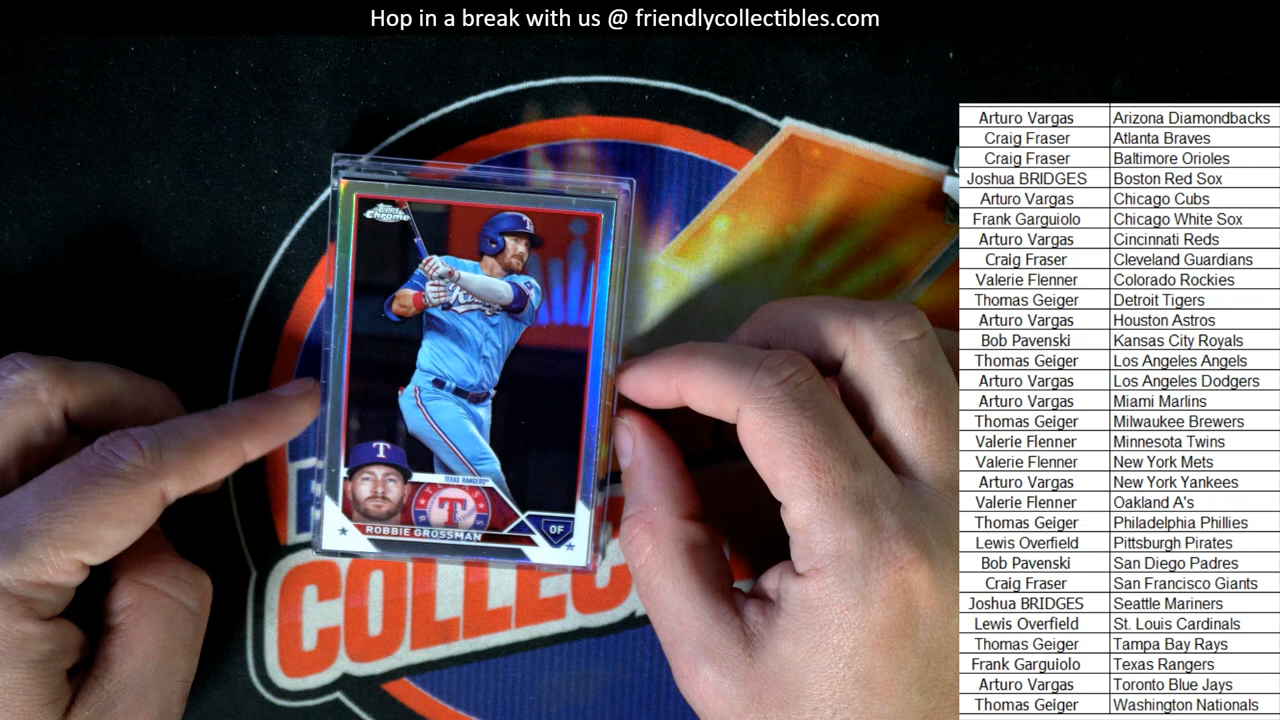 Hop in a break with us @ friendlycollectibles.com
Topps
Chrome
T
Rangers
T
TEXAS RANGERS
T
ROBBIE GROSSMAN
OF
COLLEC
Arturo Vargas Arizona Diamondbacks
Craig Fraser Atlanta Braves
Craig Fraser Baltimore Orioles
Joshua BRIDGES Boston Red Sox
Arturo Vargas Chicago Cubs
Frank Garguiolo Chicago White Sox
Arturo Vargas Cincinnati Reds
Craig Fraser Cleveland Guardians
Valerie Flenner Colorado Rockies
Thomas Geiger Detroit Tigers
Arturo Vargas Houston Astros
Bob Pavenski Kansas City Royals
Thomas Geiger Los Angeles Angels
Arturo Vargas Los Angeles Dodgers
Arturo Vargas Miami Marlins
Thomas Geiger Milwaukee Brewers
Valerie Flenner Minnesota Twins
Valerie Flenner New York Mets
Arturo Vargas New York Yankees
Valerie Flenner Oakland A's
Thomas Geiger Philadelphia Phillies
Lewis Overfield Pittsburgh Pirates
Bob Pavenski San Diego Padres
Craig Fraser San Francisco Giants
Joshua BRIDGES Seattle Mariners
Lewis Overfield St. Louis Cardinals
Thomas Geiger Tampa Bay Rays
Frank Garguiolo Texas Rangers
Arturo Vargas Toronto Blue Jays
Thomas Geiger Washington Nationals